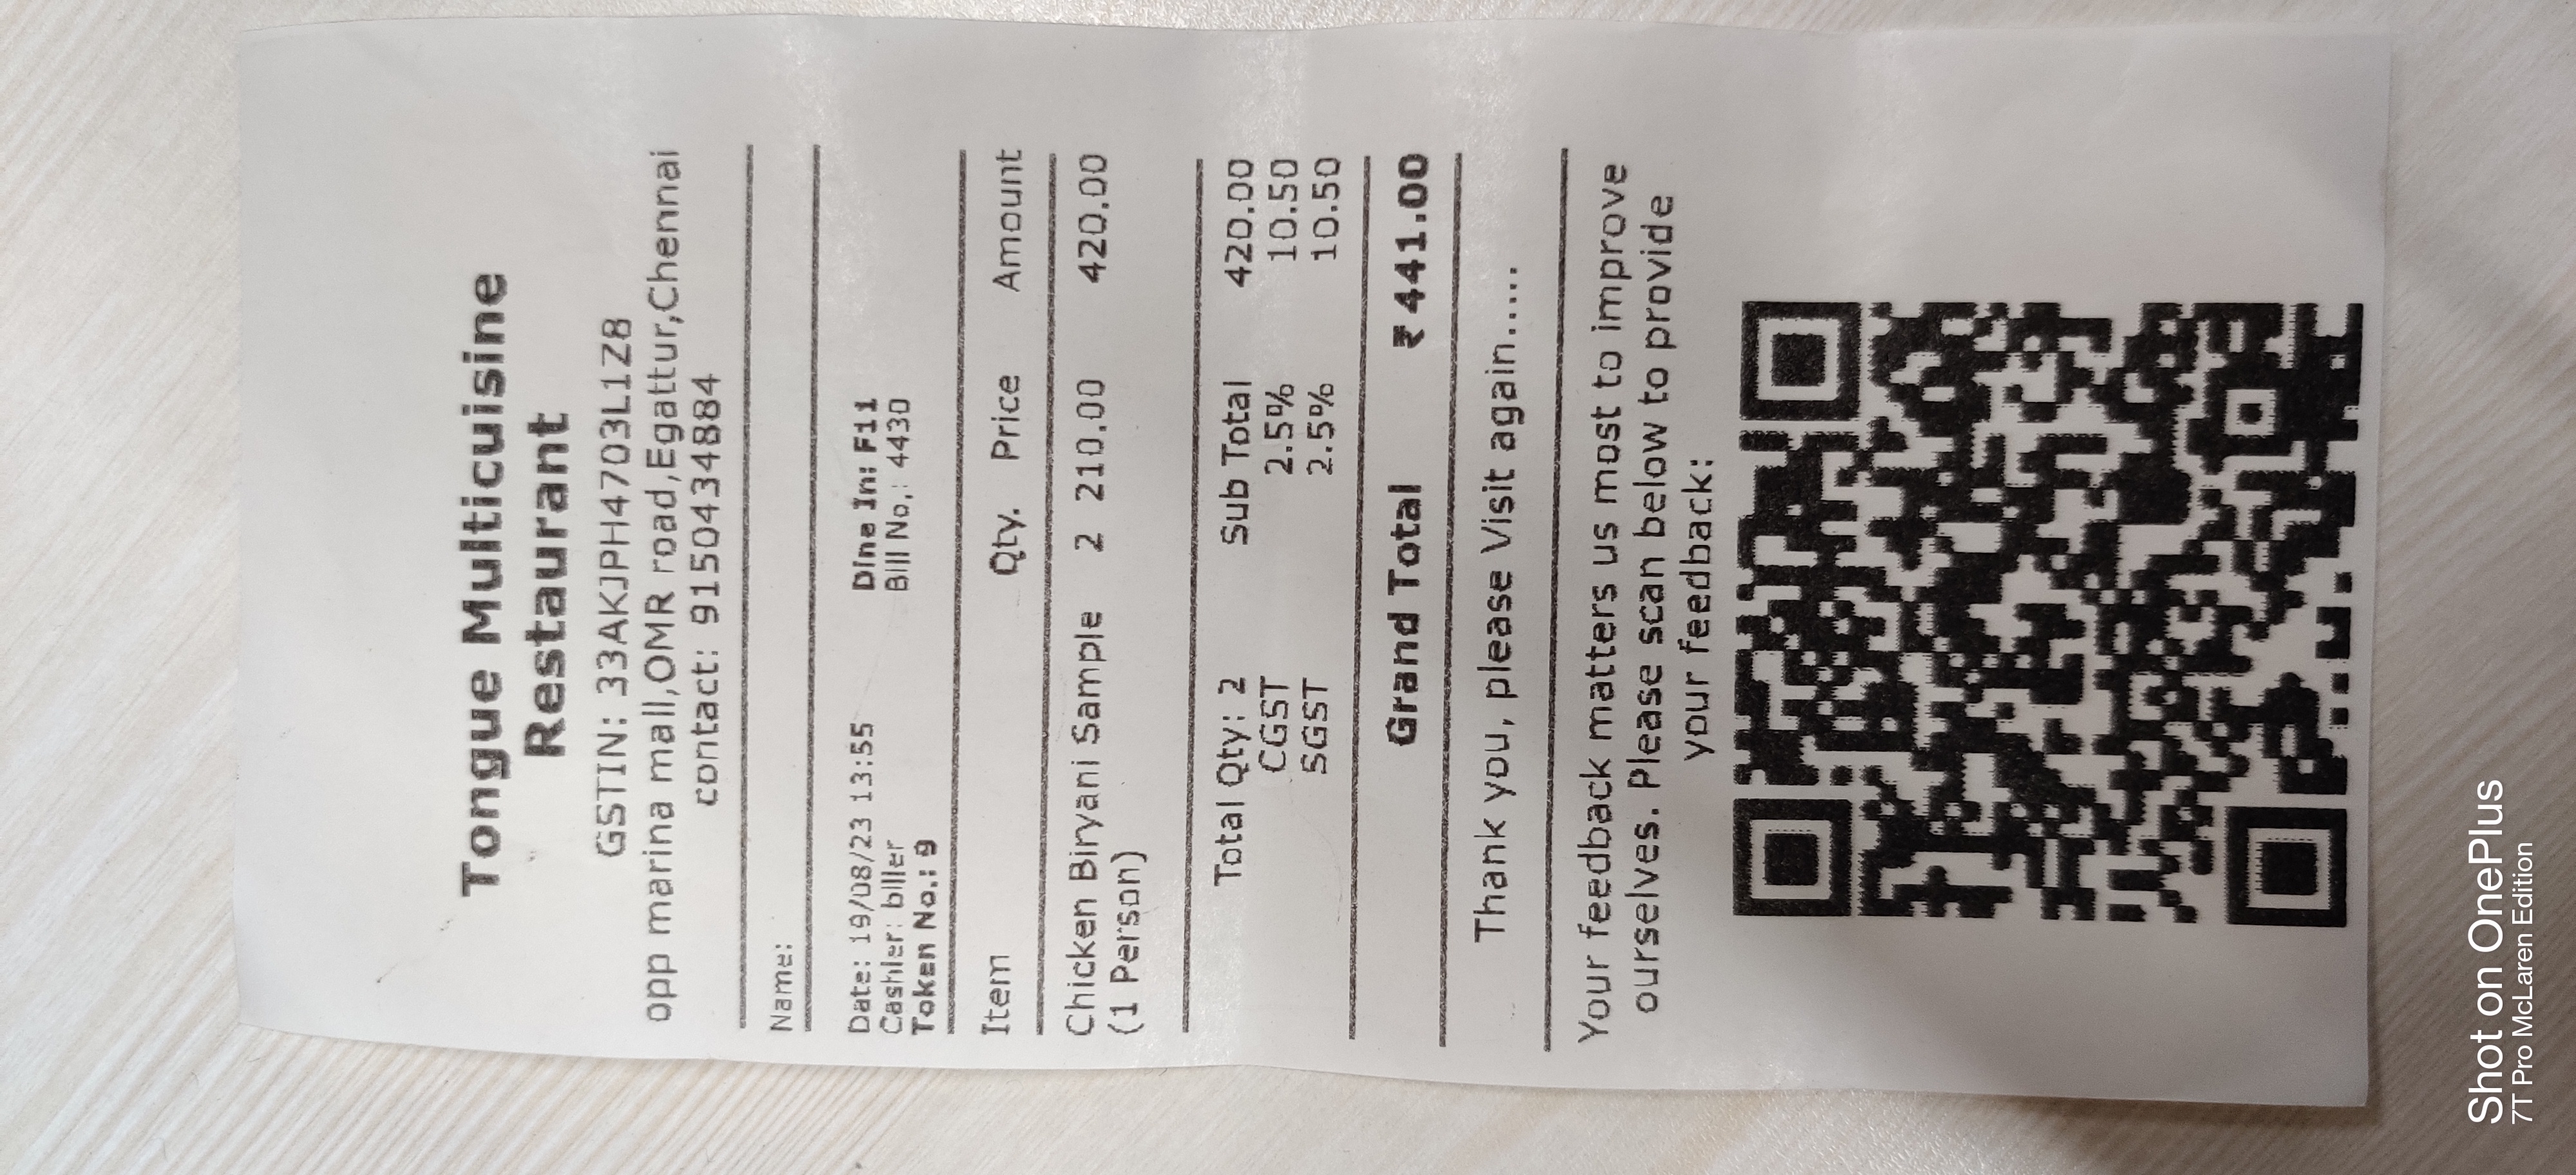 Tongue Multicuisine
Restaurant
GSTIN: 33AKJPH4703L1Z8
opp marina mall,OMR road,Egattur,Chennai
contact: 9150434884
Name:
Date: 19/08/23 13:55 Dine In: F11
Cashier: biller Bill No.: 4430
Token No.: 9
Item Qty. Price Amount
Chicken Biryani Sample 2 210.00 420.00
(1 Person)
Total Qty: 2 Sub Total 420.00
CGST 2.5% 10.50
SGST 2.5% 10.50
Grand Total ₹ 441.00
Thank you, please Visit again.....
Your feedback matters us most to improve
ourselves. Please scan below to provide
your feedback:
Shot on OnePlus
7T Pro McLaren Edition